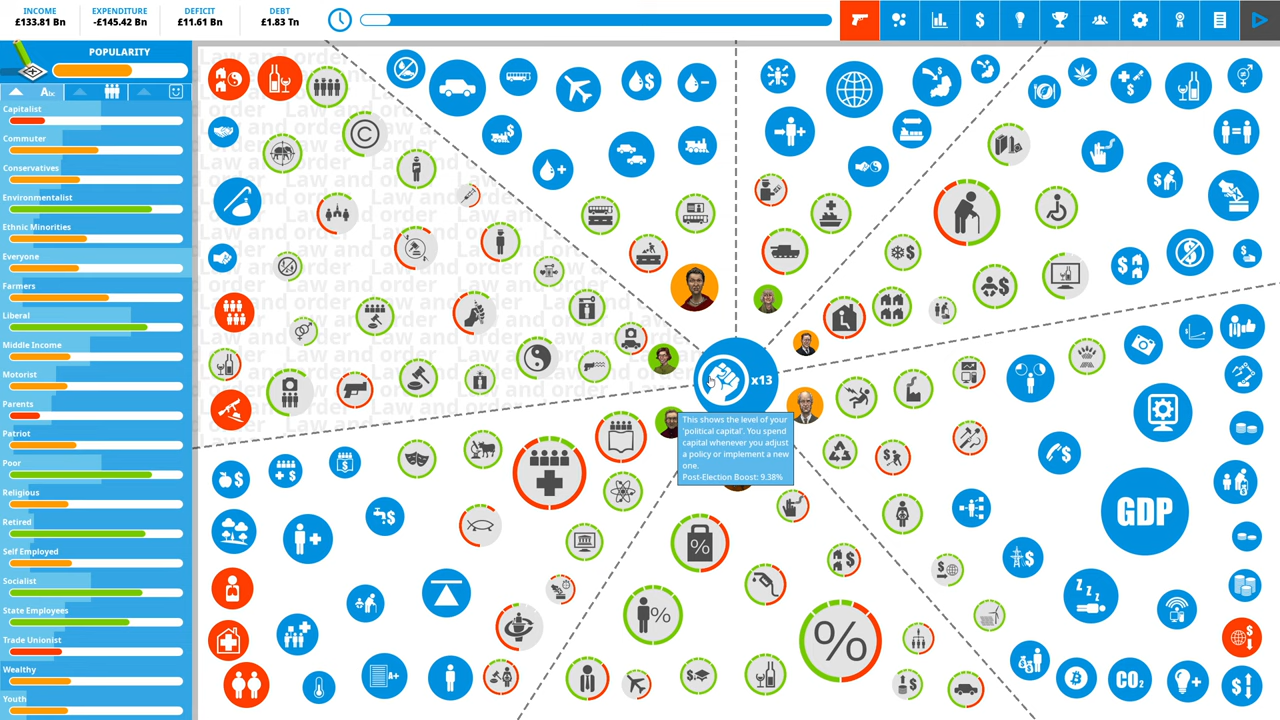 INCOME
£133.81 Bn
EXPENDITURE
-£145.42 Bn
DEFICIT
£11.61 Bn
DEBT
£1.83 Tn
POPULARITY
Abc
Capitalist
Commuter
Conservatives
Environmentalist
Ethnic Minorities
Everyone
Farmers
Liberal
Middle Income
Motorist
Parents
Patriot
Poor
Religious
Retired
Self Employed
Socialist
State Employees
Trade Unionist
Wealthy
Youth
Law and order
x13
This shows the level of your
'political capital'. You spend
capital whenever you adjust
a policy or implement a new
one.
Post-Election Boost: 9.38%
GDP
CO2